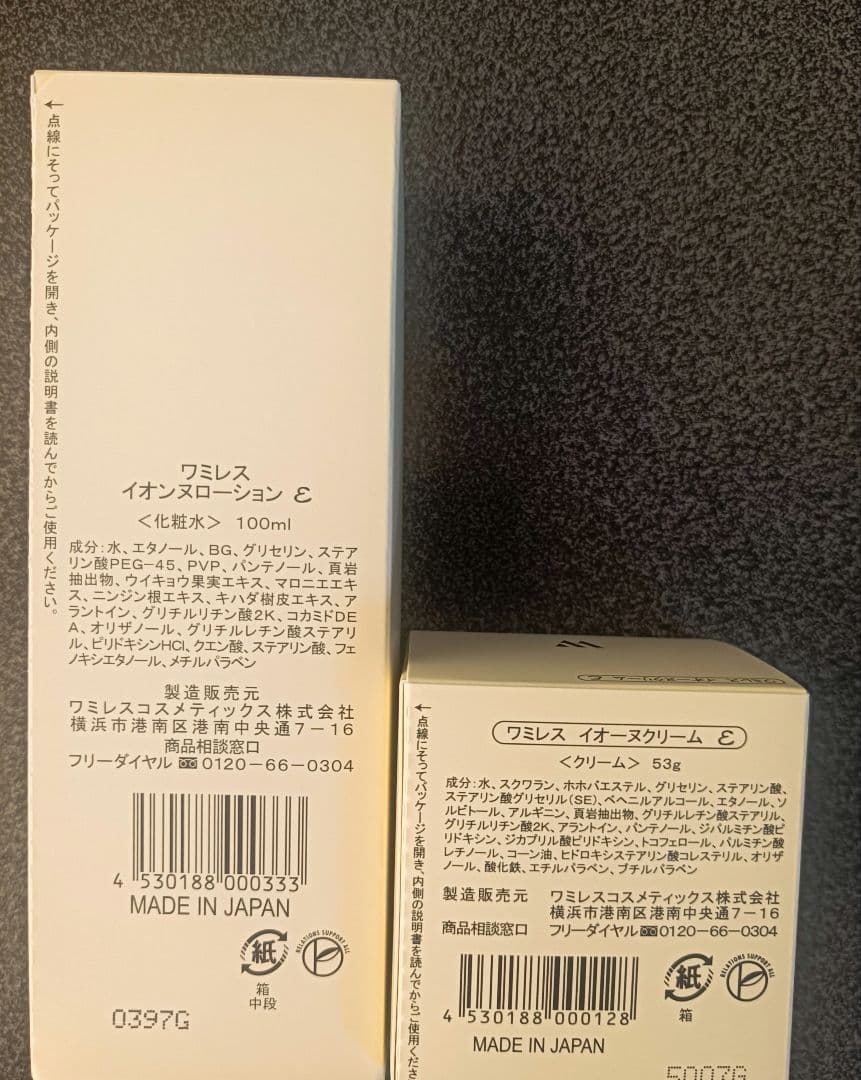 ←点線にそってパッケージを開き、内側の説明書を読んでからご使用ください。
ワミレス
イオンヌローション ε
＜化粧水＞ 100ml
成分:水、エタノール、BG、グリセリン、ステア
リン酸PEG-45、PVP、パンテノール、頁岩
抽出物、ウイキョウ果実エキス、マロニエエキ
ス、ニンジン根エキス、キハダ樹皮エキス、ア
ラントイン、グリチルリチン酸2K、コカミドDE
A、オリザノール、グリチルレチン酸ステアリ
ル、ピリドキシンHCl、クエン酸、ステアリン酸、フェ
ノキシエタノール、メチルパラベン
製造販売元
ワミレスコスメティックス株式会社
横浜市港南区港南中央通7-16
商品相談窓口
フリーダイヤル 0120-66-0304
4 530188 000333
MADE IN JAPAN
紙
RELATIONS SUPPORT ALL
箱
中段
0397G
ワミレス イオーヌクリーム ε
←点線にそってパッケージを開き、内側の説明書を読んでからご使用ください。
ワミレス イオーヌクリーム ε
＜クリーム＞ 53g
成分:水、スクワラン、ホホバエステル、グリセリン、ステアリン酸、
ステアリン酸グリセリル(SE)、ベヘニルアルコール、エタノール、ソ
ルビトール、アルギニン、頁岩抽出物、グリチルレチン酸ステアリル、
グリチルリチン酸2K、アラントイン、パンテノール、ジパルミチン酸ピ
リドキシン、ジカプリル酸ピリドキシン、トコフェロール、パルミチン酸
レチノール、コーン油、ヒドロキシステアリン酸コレステリル、オリザ
ノール、酸化鉄、エチルパラベン、ブチルパラベン
製造販売元 ワミレスコスメティックス株式会社
横浜市港南区港南中央通7-16
商品相談窓口 フリーダイヤル 0120-66-0304
4 530188 000128
MADE IN JAPAN
紙
RELATIONS SUPPORT ALL
箱
5007G